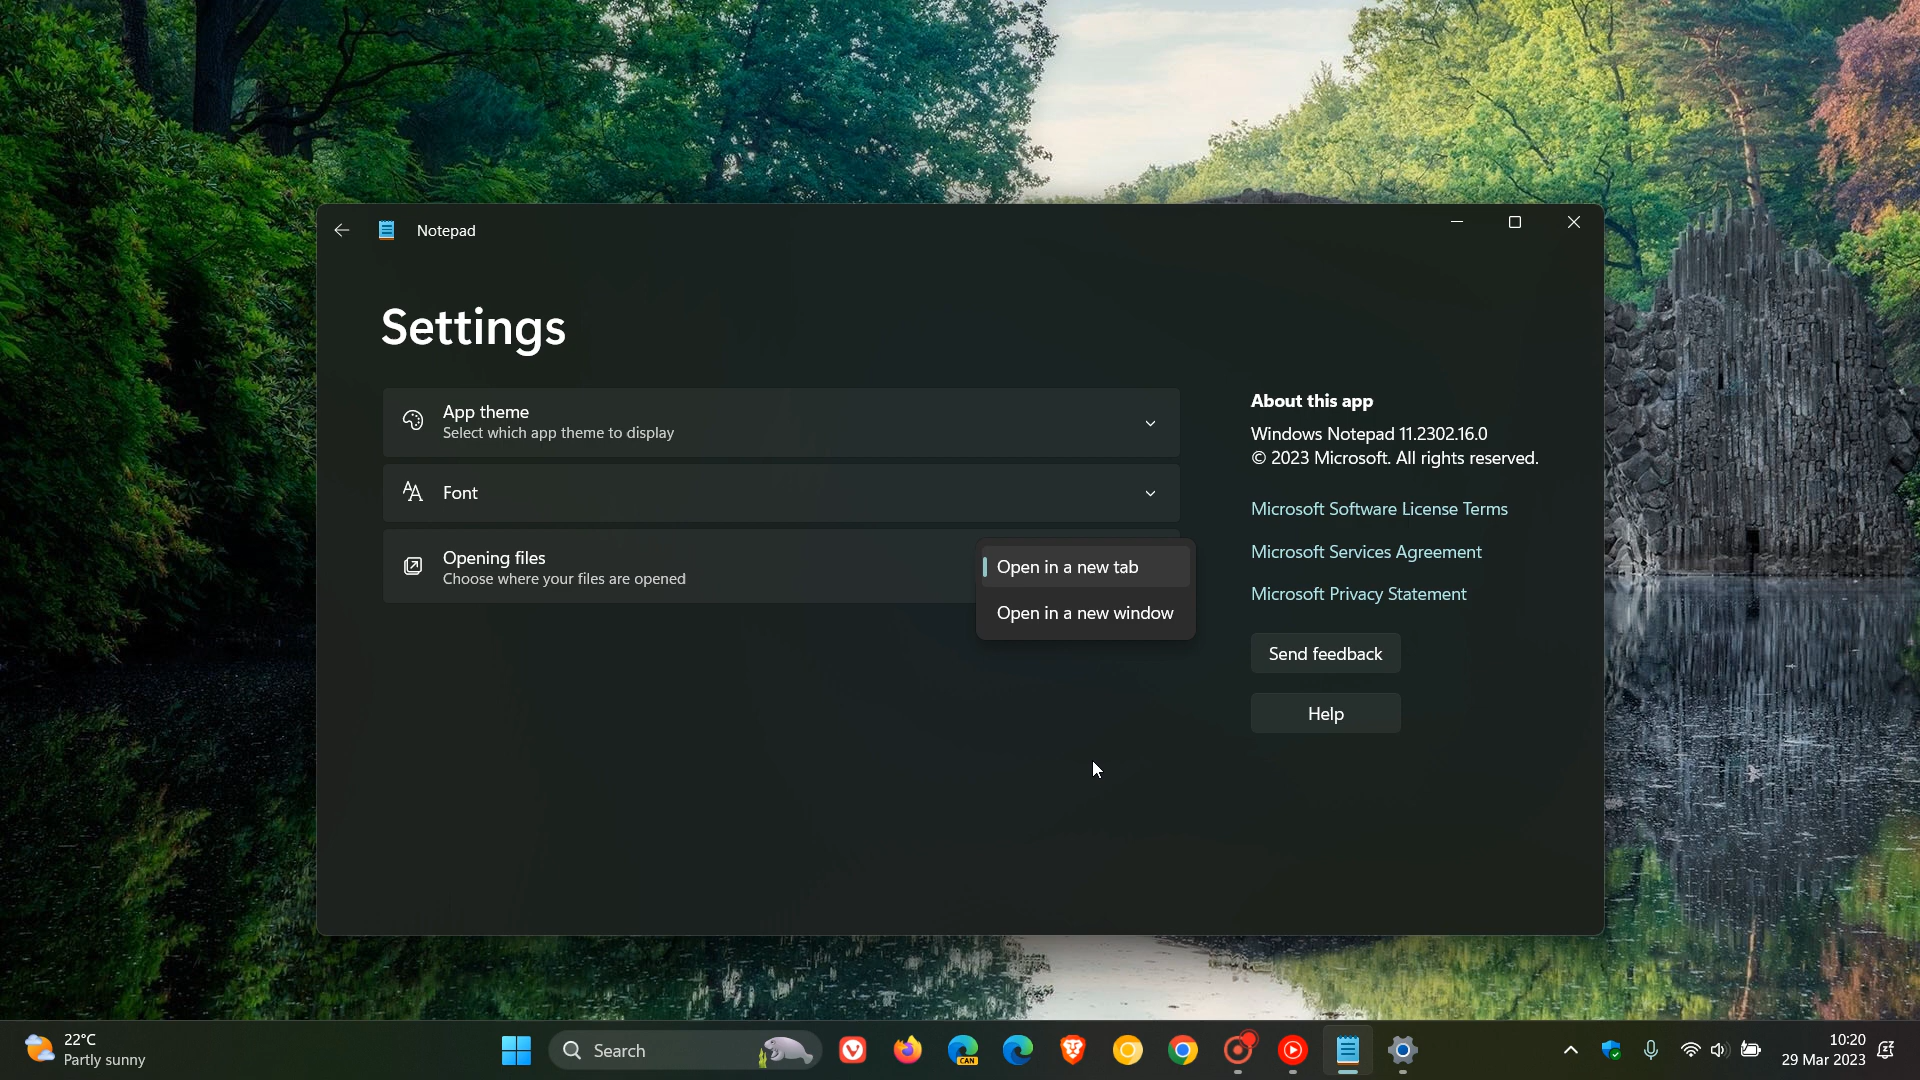 Notepad
Settings
App theme
Select which app theme to display
Font
Opening files
Choose where your files are opened
Open in a new tab
Open in a new window
About this app
Windows Notepad 11.2302.16.0
© 2023 Microsoft. All rights reserved.
Microsoft Software License Terms
Microsoft Services Agreement
Microsoft Privacy Statement
Send feedback
Help
22°C
Partly sunny
Search
CAN
10:20
29 Mar 2023